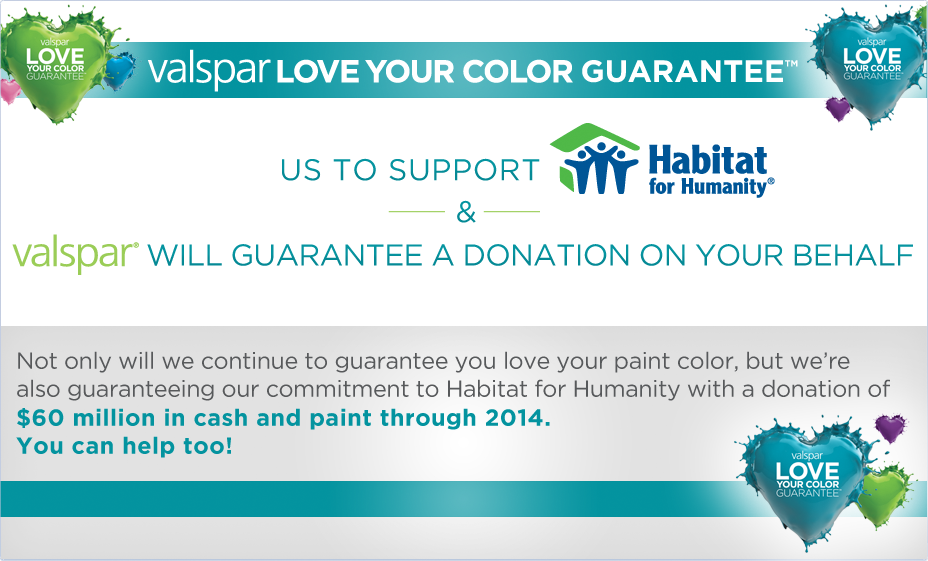 valspar
LOVE
YOUR COLOR
GUARANTEE™
valspar LOVE YOUR COLOR GUARANTEE™
valspar
LOVE
YOUR COLOR
GUARANTEE™
US TO SUPPORT Habitat for Humanity®
&
valspar® WILL GUARANTEE A DONATION ON YOUR BEHALF
Not only will we continue to guarantee you love your paint color, but we’re
also guaranteeing our commitment to Habitat for Humanity with a donation of
$60 million in cash and paint through 2014.
You can help too!
valspar
LOVE
YOUR COLOR
GUARANTEE™